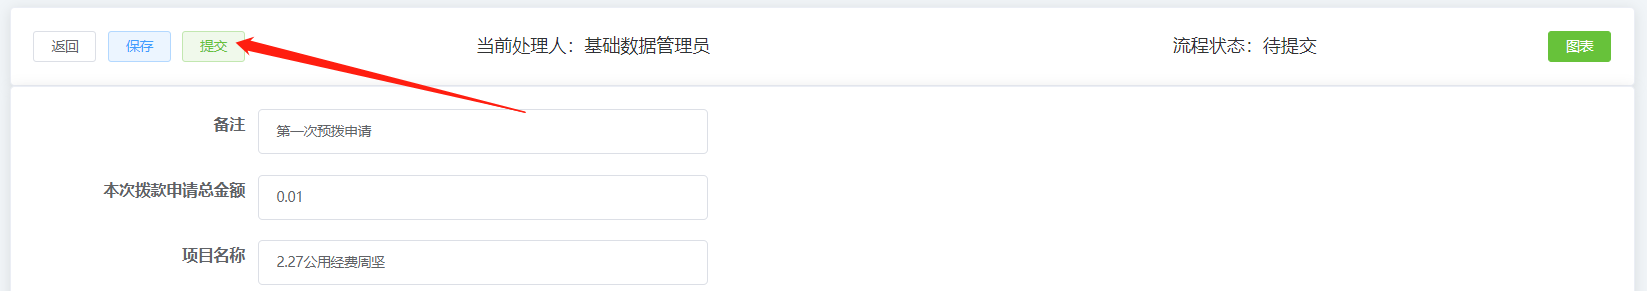 返回 保存 提交 当前处理人：基础数据管理员 流程状态：待提交 图表
备注 第一次预拨申请
本次拨款申请总金额 0.01
项目名称 2.27公用经费周坚